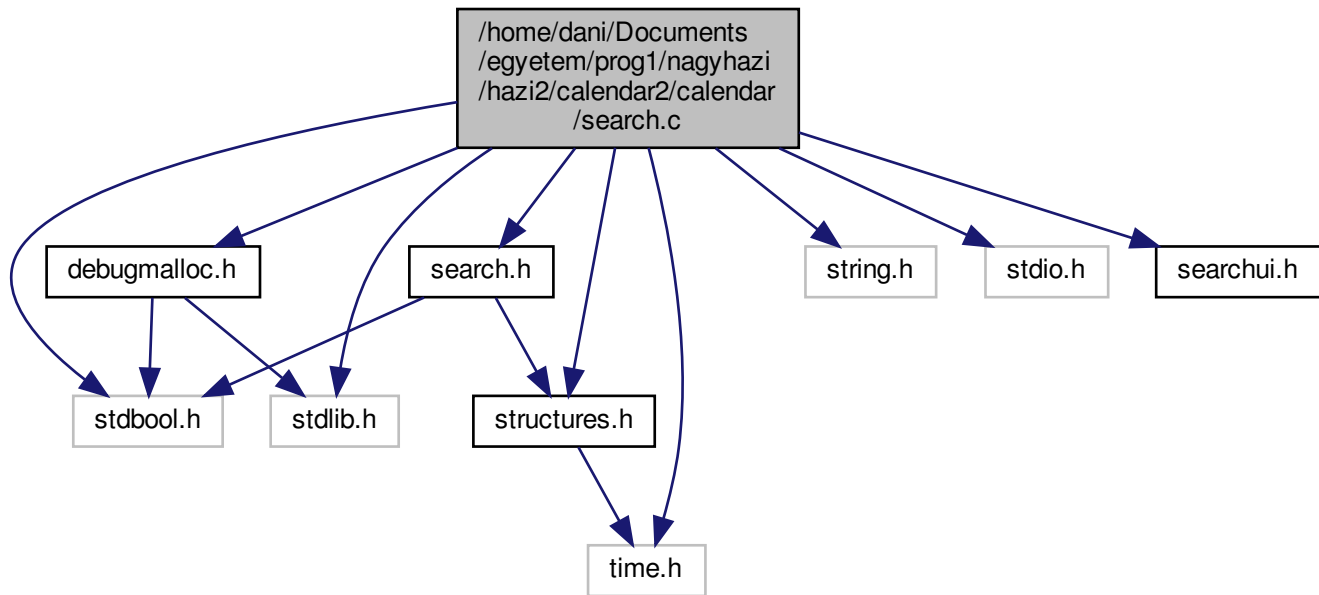 /home/dani/Documents
/egyetem/prog1/nagyhazi
/hazi2/calendar2/calendar
/search.c
debugmalloc.h
search.h
string.h
stdio.h
searchui.h
stdbool.h
stdlib.h
structures.h
time.h